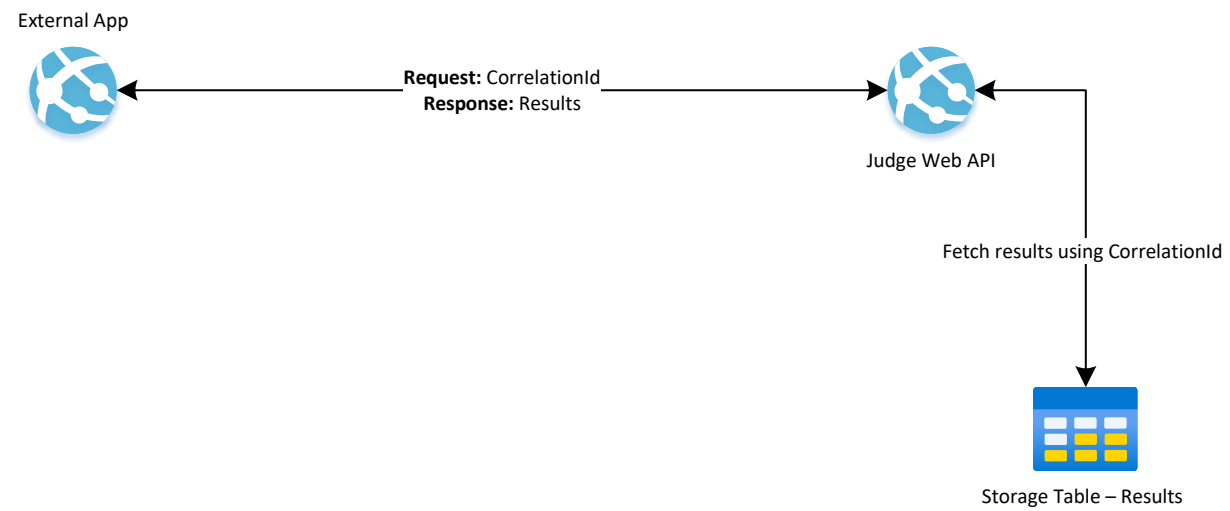 External App
Request: CorrelationId
Response: Results
Judge Web API
Fetch results using CorrelationId
Storage Table – Results